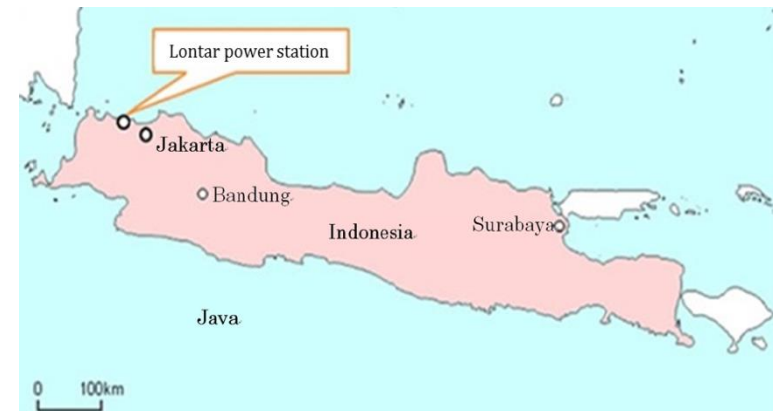 Lontar power station
Jakarta
Bandung
Surabaya
Indonesia
Java
0 100km